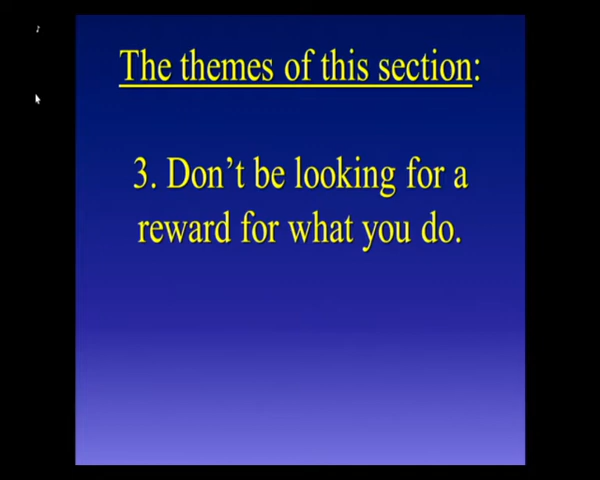 The themes of this section:
3. Don't be looking for a
reward for what you do.